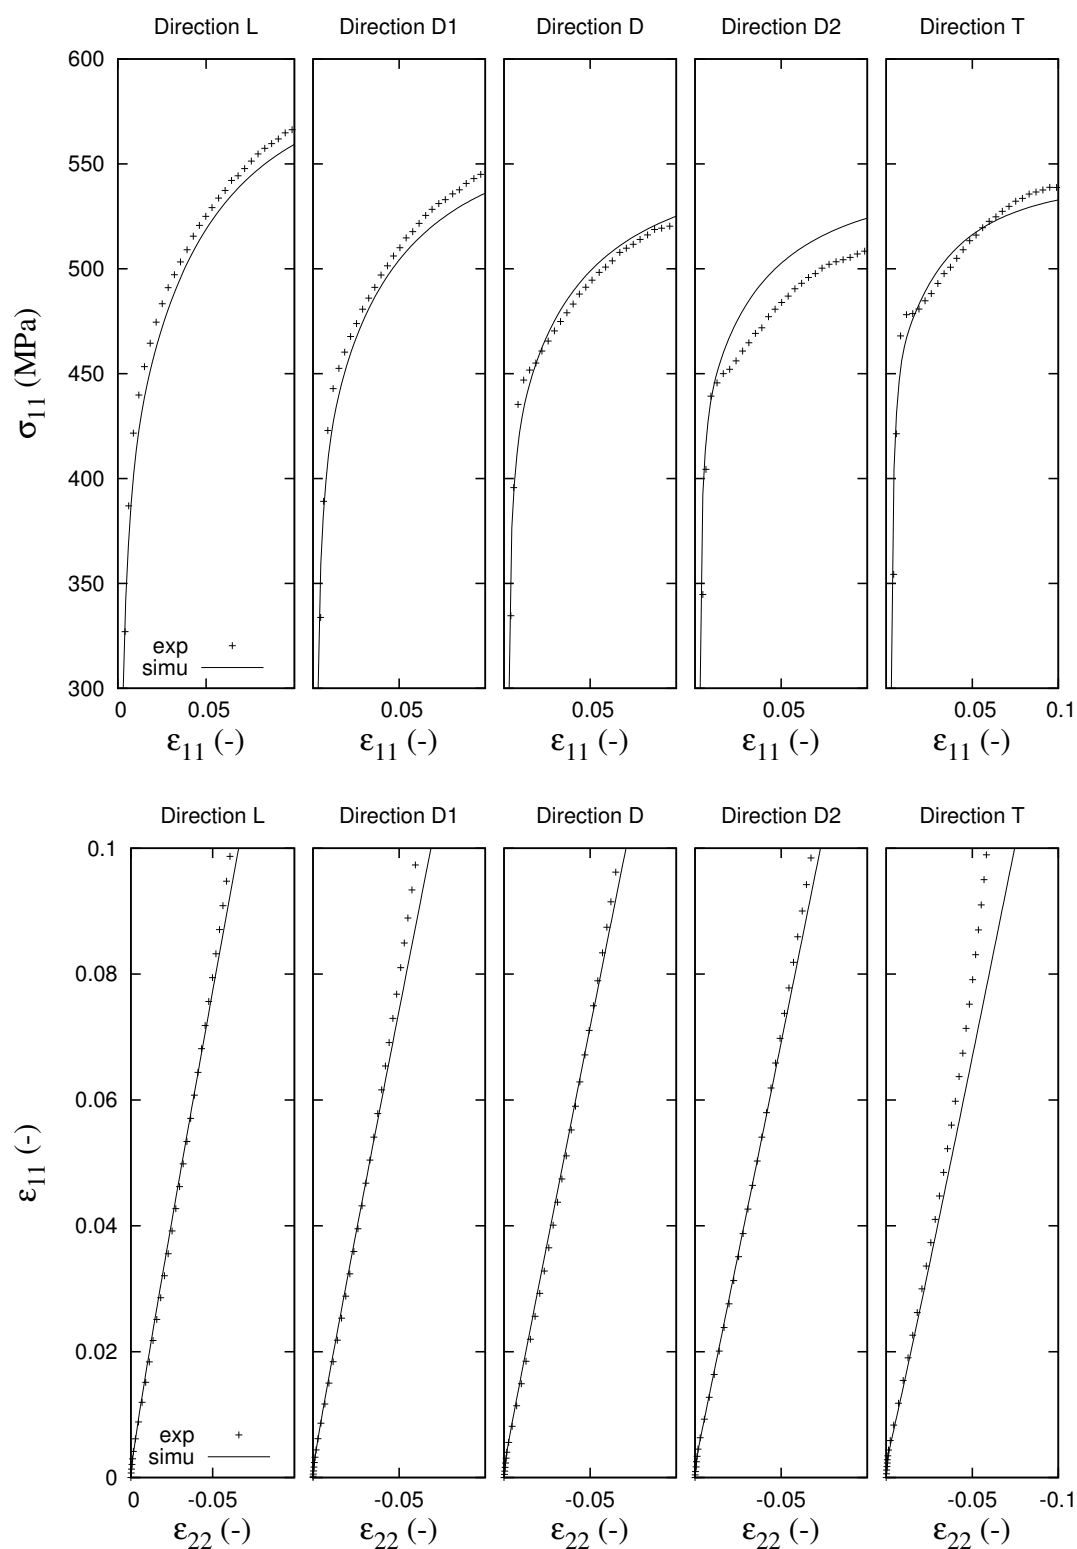 Direction L Direction D1 Direction D Direction D2 Direction T
600
550
500
450
400
350
300
σ11 (MPa)
exp
simu
0 0.05 0.05 0.05 0.05 0.05 0.1
ε11 (-) ε11 (-) ε11 (-) ε11 (-) ε11 (-)
Direction L Direction D1 Direction D Direction D2 Direction T
0.1
0.08
0.06
0.04
0.02
0
ε11 (-)
exp
simu
0 -0.05 -0.05 -0.05 -0.05 -0.05 -0.1
ε22 (-) ε22 (-) ε22 (-) ε22 (-) ε22 (-)